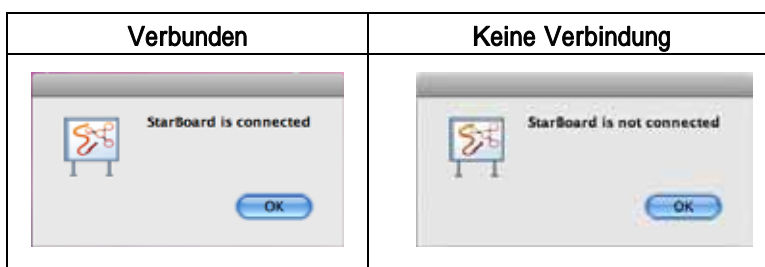 Verbunden
Keine Verbindung
StarBoard is connected
OK
StarBoard is not connected
OK